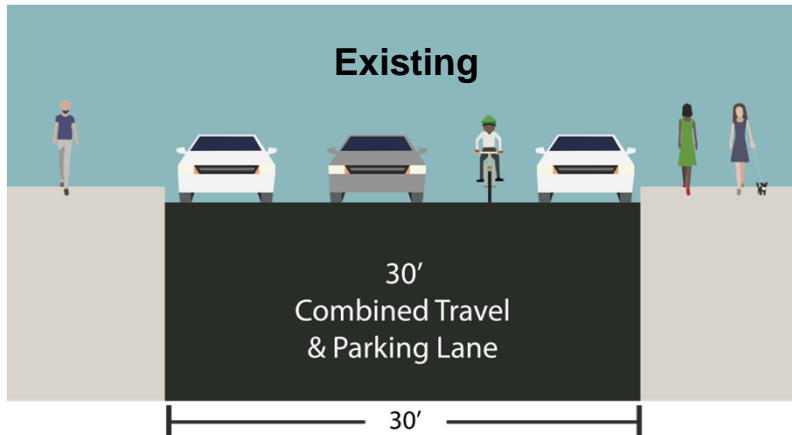 Existing
30’
Combined Travel
& Parking Lane
30’